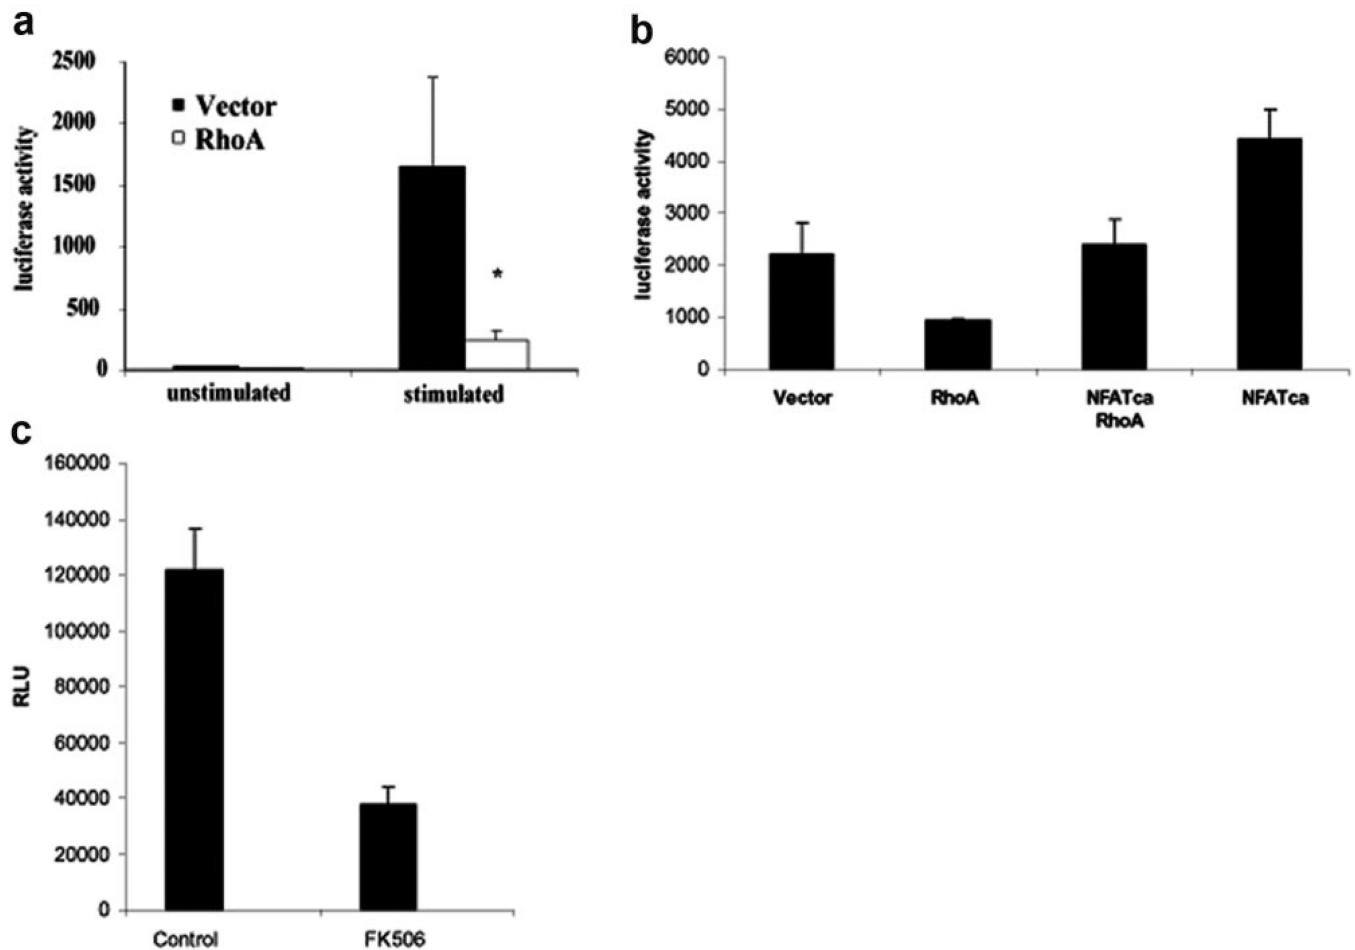 a
2500
2000
1500
1000
500
0
luciferase activity
Vector
RhoA
*
unstimulated
stimulated
b
6000
5000
4000
3000
2000
1000
0
luciferase activity
Vector
RhoA
NFATca
RhoA
NFATca
c
160000
140000
120000
100000
80000
60000
40000
20000
0
RLU
Control
FK506